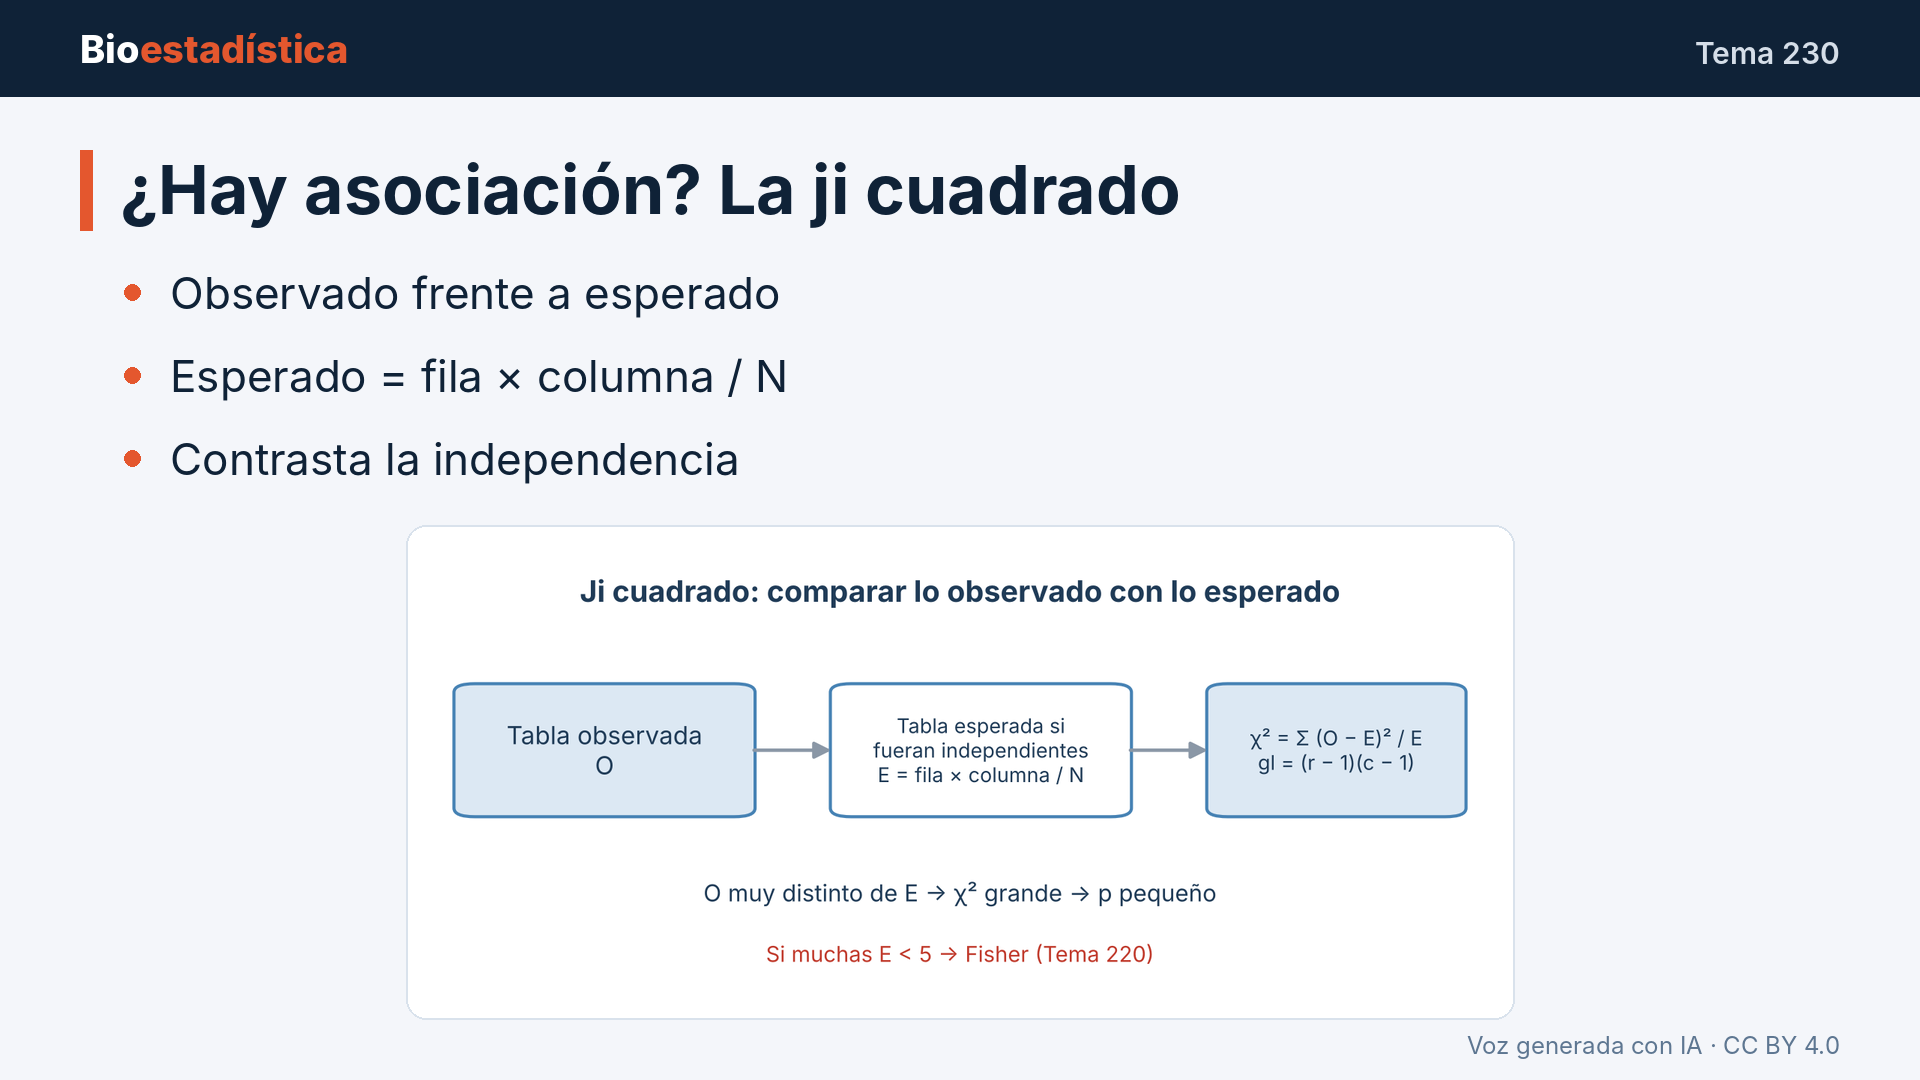 Bioestadística
Tema 230
¿Hay asociación? La ji cuadrado
• Observado frente a esperado
• Esperado = fila × columna / N
• Contrasta la independencia
Ji cuadrado: comparar lo observado con lo esperado
Tabla observada
O
Tabla esperada si
fueran independientes
E = fila × columna / N
χ² = Σ (O − E)² / E
gl = (r − 1)(c − 1)
O muy distinto de E → χ² grande → p pequeño
Si muchas E < 5 → Fisher (Tema 220)
Voz generada con IA · CC BY 4.0